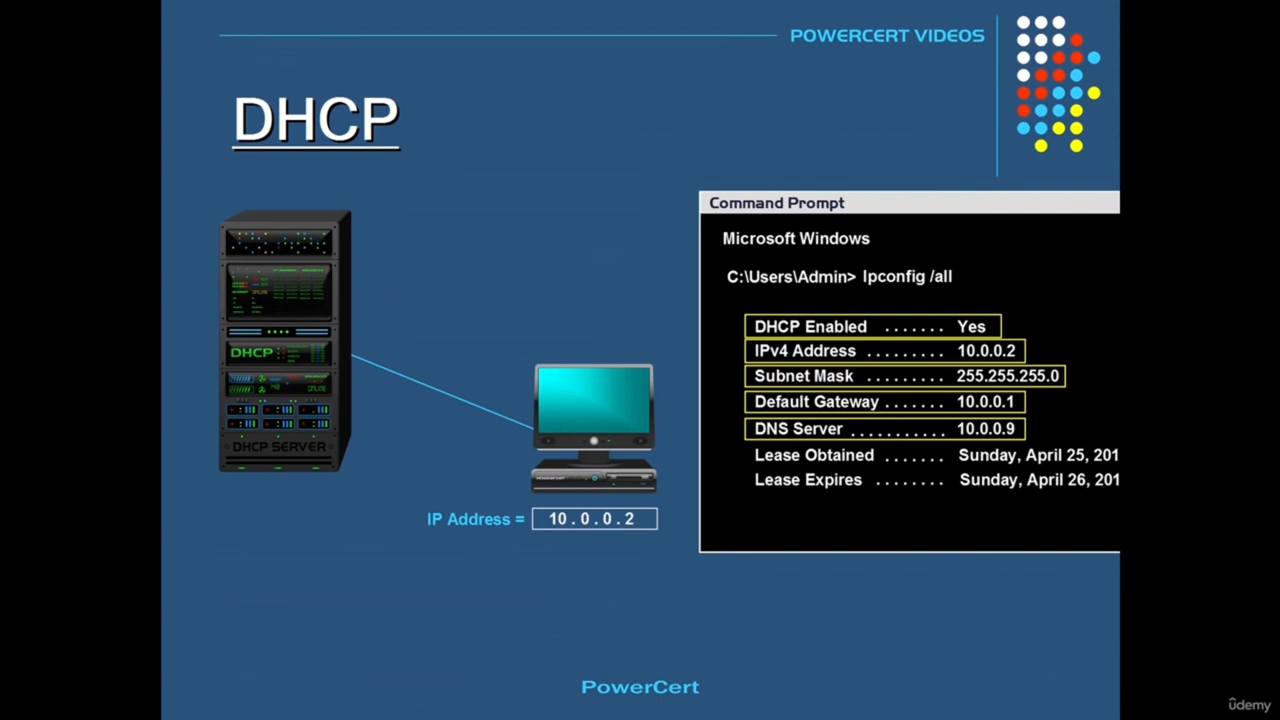 POWERCERT VIDEOS
DHCP
Command Prompt
Microsoft Windows
C:\Users\Admin> Ipconfig /all
DHCP Enabled ....... Yes
IPv4 Address ......... 10.0.0.2
Subnet Mask ......... 255.255.255.0
Default Gateway ....... 10.0.0.1
DNS Server ........... 10.0.0.9
Lease Obtained ....... Sunday, April 25, 201
Lease Expires ........ Sunday, April 26, 201
DHCP
DHCP SERVER
IP Address = 10.0.0.2
PowerCert
ûdemy